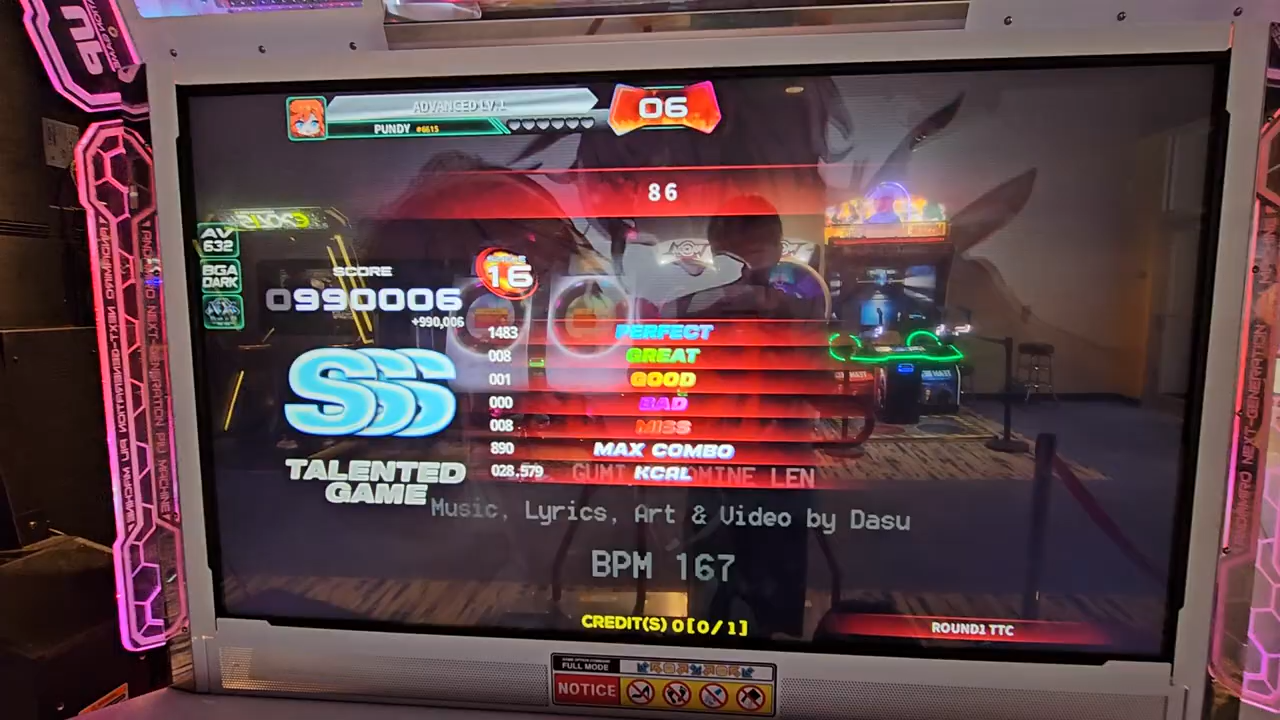 ADVANCED LV.1
06
PUNDY #6615
86
AV
632
BGA
DARK
SCORE
0990006
+990,006
SINGLE
16
1483 PERFECT
008 GREAT
001 GOOD
000 BAD
008 MISS
890 MAX COMBO
028.579 KCAL
SSS
TALENTED
GAME
Music, Lyrics, Art & Video by Dasu
BPM 167
CREDIT(S) 0[0/1]
ROUND1 TTC
FULL MODE
NOTICE